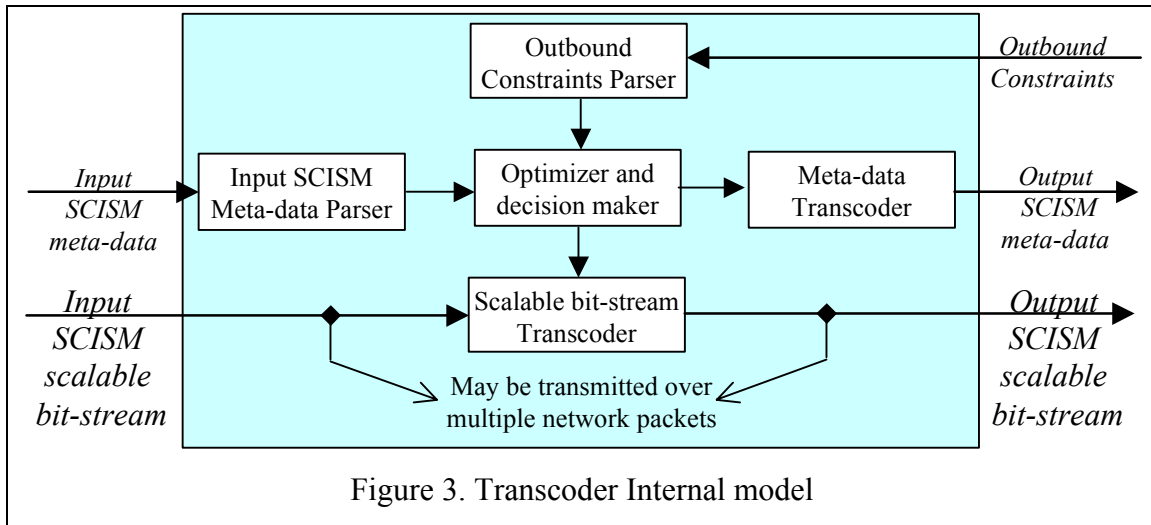 Outbound
Constraints Parser
Outbound
Constraints
Input
SCISM
meta-data
Input SCISM
Meta-data Parser
Optimizer and
decision maker
Meta-data
Transcoder
Output
SCISM
meta-data
Input
SCISM
scalable
bit-stream
Scalable bit-stream
Transcoder
Output
SCISM
scalable
bit-stream
May be transmitted over
multiple network packets
Figure 3. Transcoder Internal model